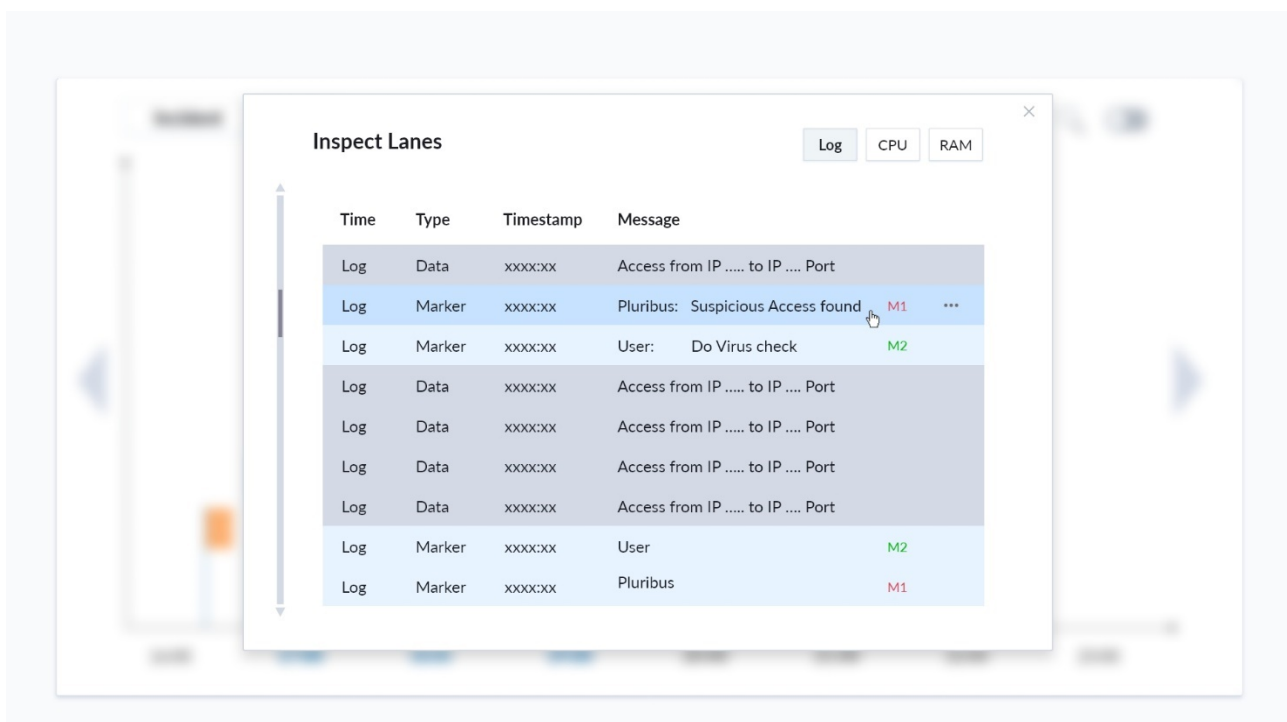 Inspect Lanes
Log CPU RAM
Time Type Timestamp Message
Log Data xxxx:xx Access from IP ..... to IP .... Port
Log Marker xxxx:xx Pluribus: Suspicious Access found M1 •••
Log Marker xxxx:xx User: Do Virus check M2
Log Data xxxx:xx Access from IP ..... to IP .... Port
Log Data xxxx:xx Access from IP ..... to IP .... Port
Log Data xxxx:xx Access from IP ..... to IP .... Port
Log Data xxxx:xx Access from IP ..... to IP .... Port
Log Marker xxxx:xx User M2
Log Marker xxxx:xx Pluribus M1